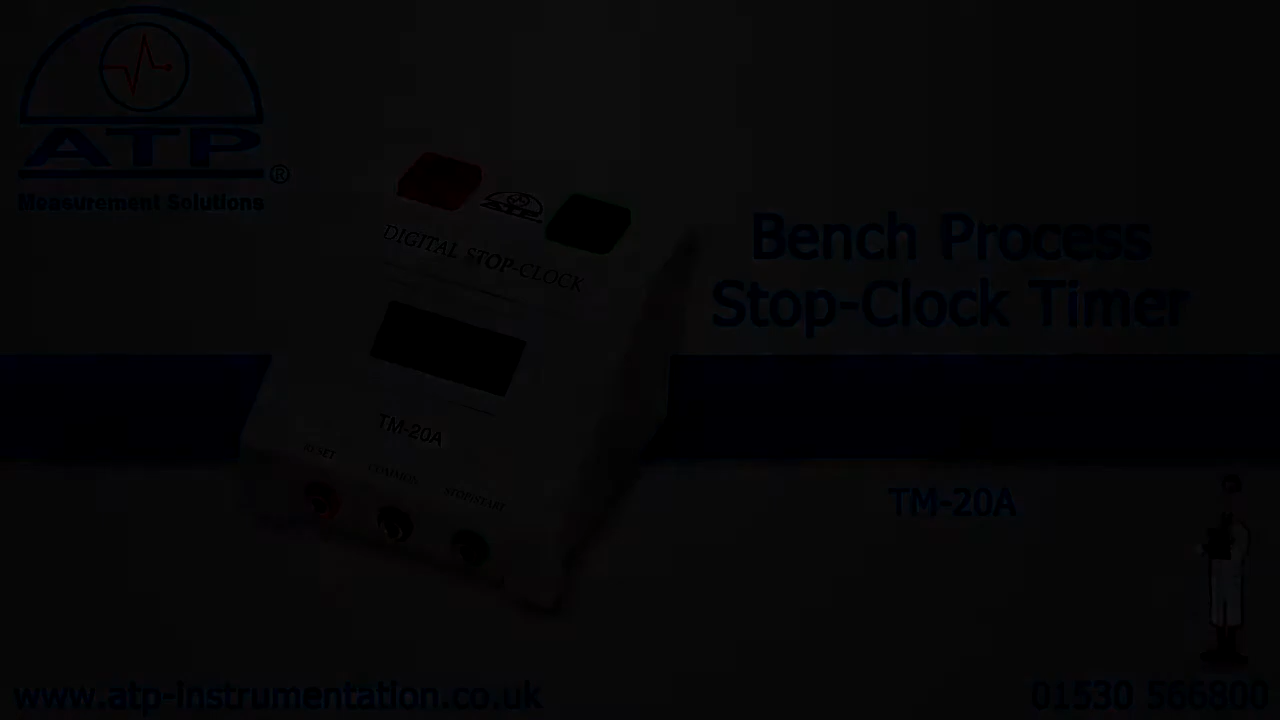 ATP
®
Measurement Solutions
DIGITAL STOP-CLOCK
TM-20A
RESET
COMMON
STOP/START
Bench Process
Stop-Clock Timer
TM-20A
www.atp-instrumentation.co.uk
01530 566800